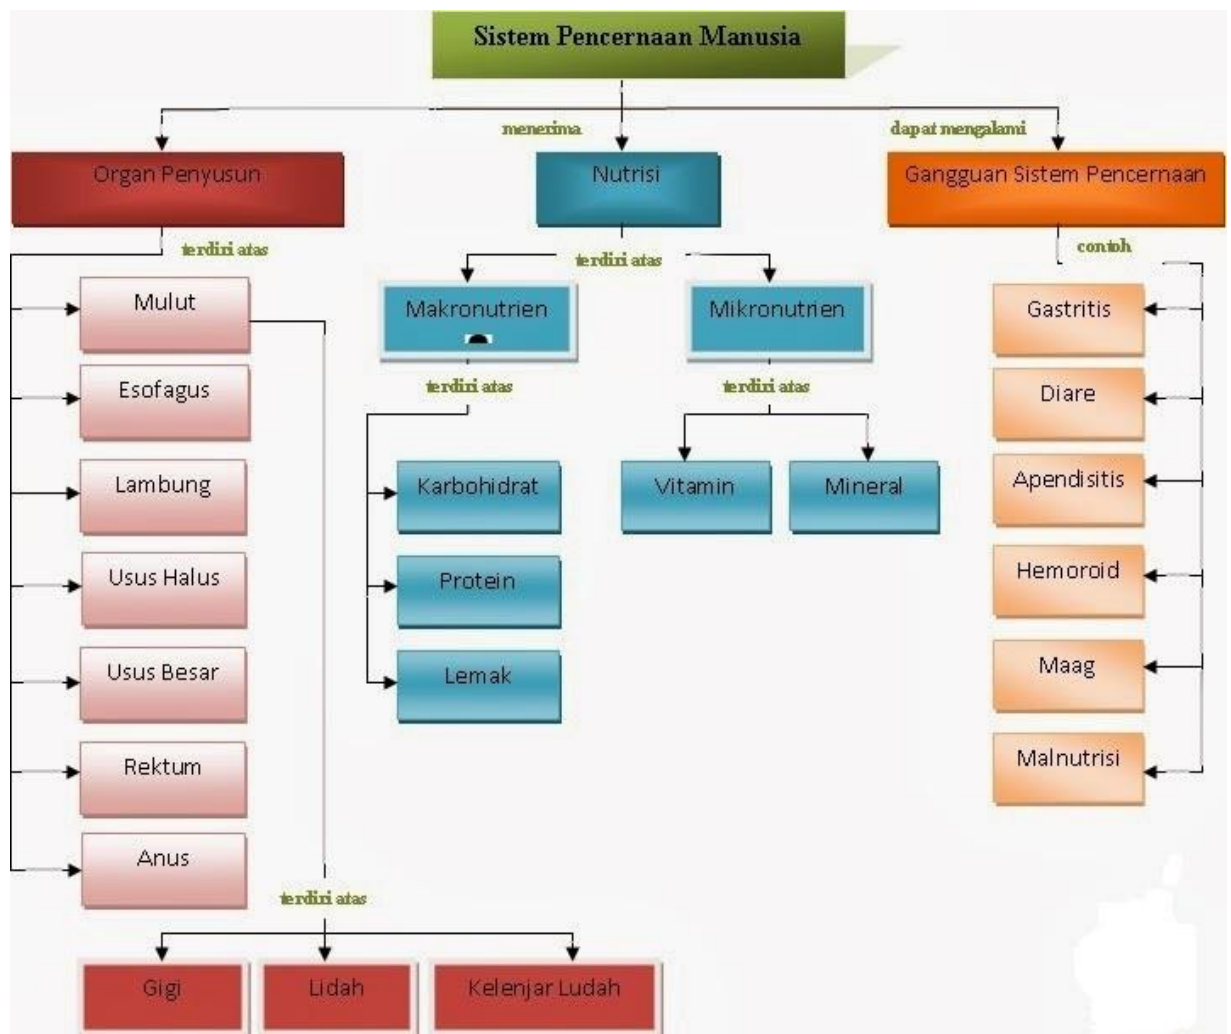 Sistem Pencernaan Manusia
menerima
dapat mengalami
Organ Penyusun
Nutrisi
Gangguan Sistem Pencernaan
terdiri atas
terdiri atas
contoh
Mulut
Esofagus
Lambung
Usus Halus
Usus Besar
Rektum
Anus
terdiri atas
Gigi
Lidah
Kelenjar Ludah
Makronutrien
Mikronutrien
terdiri atas
terdiri atas
Karbohidrat
Protein
Lemak
Vitamin
Mineral
Gastritis
Diare
Apendisitis
Hemoroid
Maag
Malnutrisi